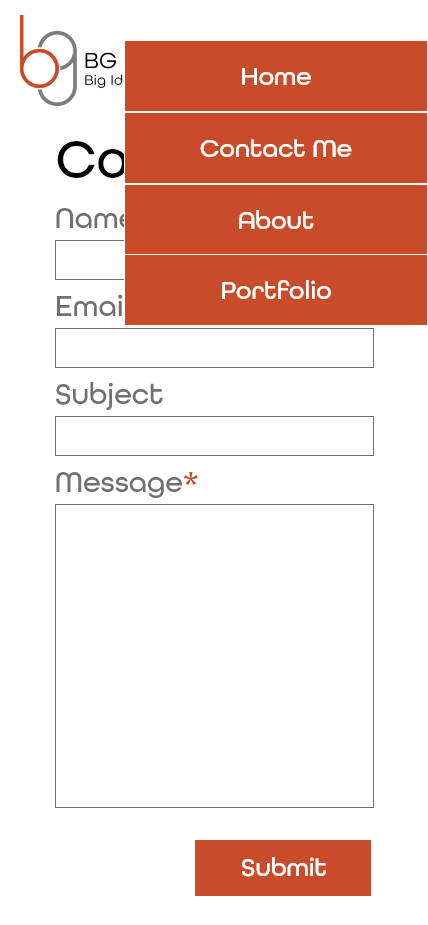 BG
Big Id
Home
Contact Me
About
Portfolio
Co
Name
Emai
Subject
Message*
Submit